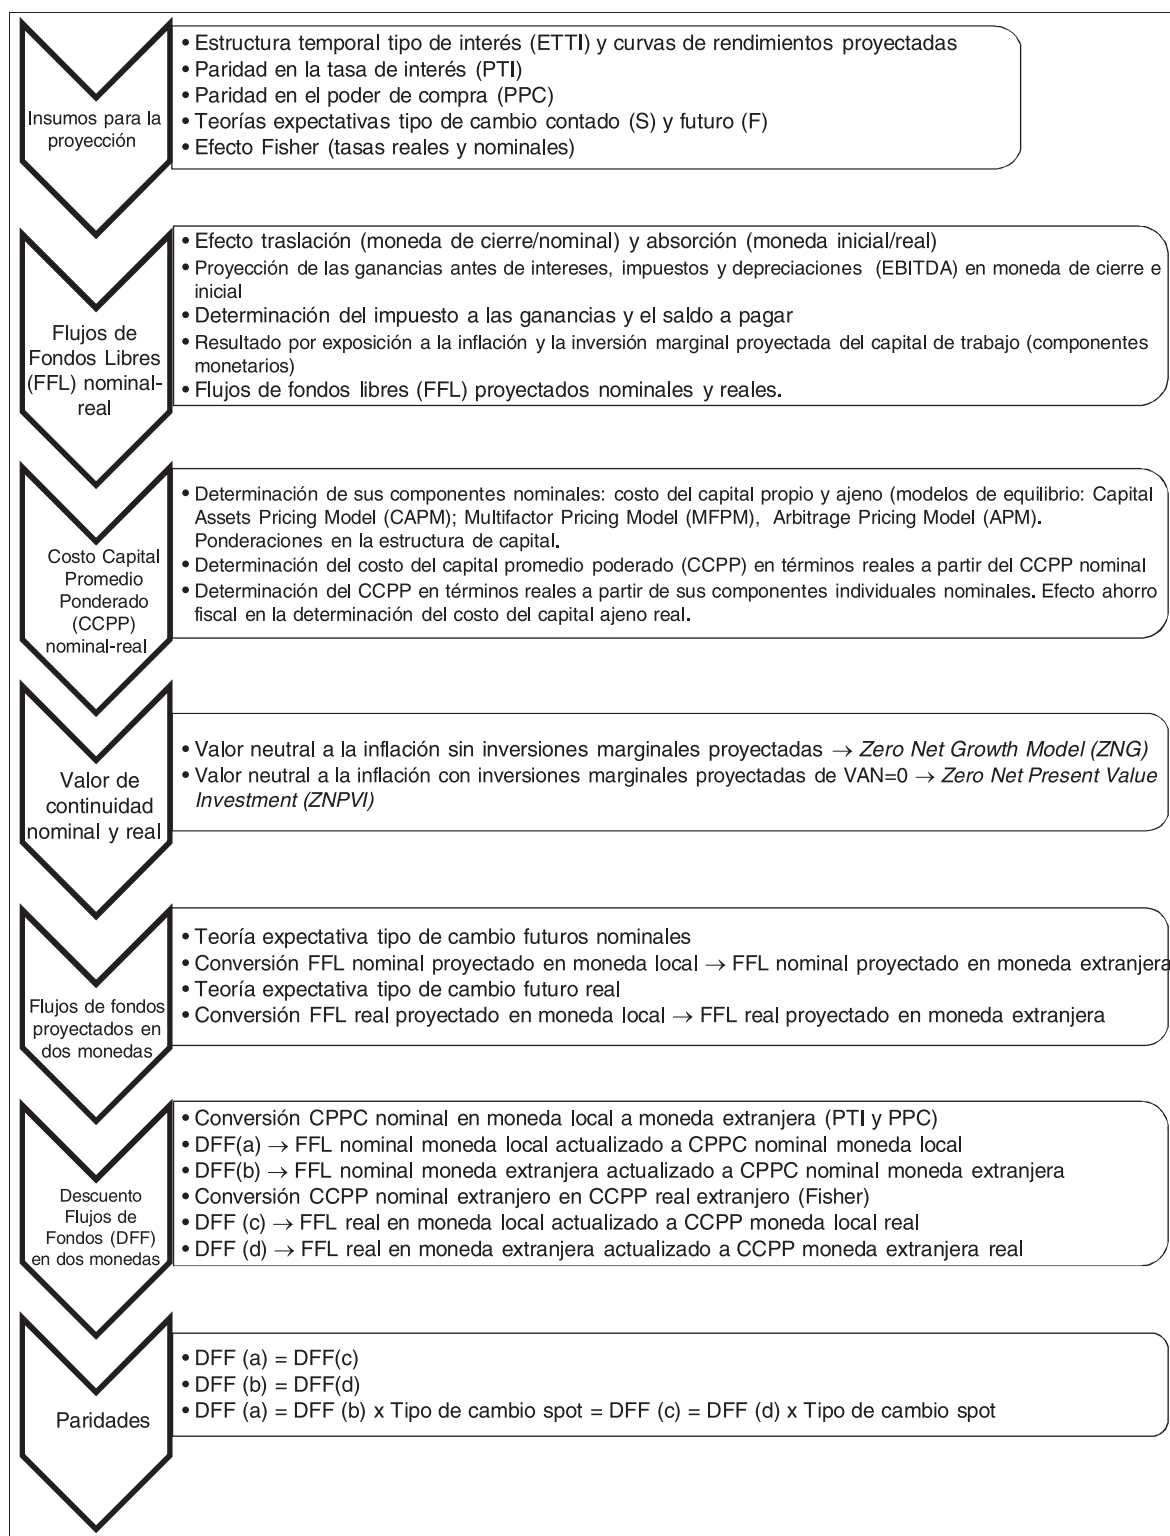 Insumos para la
proyección
• Estructura temporal tipo de interés (ETTI) y curvas de rendimientos proyectadas
• Paridad en la tasa de interés (PTI)
• Paridad en el poder de compra (PPC)
• Teorías expectativas tipo de cambio contado (S) y futuro (F)
• Efecto Fisher (tasas reales y nominales)
Flujos de
Fondos Libres
(FFL) nominal-
real
• Efecto traslación (moneda de cierre/nominal) y absorción (moneda inicial/real)
• Proyección de las ganancias antes de intereses, impuestos y depreciaciones (EBITDA) en moneda de cierre e
inicial
• Determinación del impuesto a las ganancias y el saldo a pagar
• Resultado por exposición a la inflación y la inversión marginal proyectada del capital de trabajo (componentes
monetarios)
• Flujos de fondos libres (FFL) proyectados nominales y reales.
Costo Capital
Promedio
Ponderado
(CCPP)
nominal-real
• Determinación de sus componentes nominales: costo del capital propio y ajeno (modelos de equilibrio: Capital
Assets Pricing Model (CAPM); Multifactor Pricing Model (MFPM), Arbitrage Pricing Model (APM).
Ponderaciones en la estructura de capital.
• Determinación del costo del capital promedio poderado (CCPP) en términos reales a partir del CCPP nominal
• Determinación del CCPP en términos reales a partir de sus componentes individuales nominales. Efecto ahorro
fiscal en la determinación del costo del capital ajeno real.
Valor de
continuidad
nominal y real
• Valor neutral a la inflación sin inversiones marginales proyectadas → Zero Net Growth Model (ZNG)
• Valor neutral a la inflación con inversiones marginales proyectadas de VAN=0 → Zero Net Present Value
Investment (ZNPVI)
Flujos de fondos
proyectados en
dos monedas
• Teoría expectativa tipo de cambio futuros nominales
• Conversión FFL nominal proyectado en moneda local → FFL nominal proyectado en moneda extranjera
• Teoría expectativa tipo de cambio futuro real
• Conversión FFL real proyectado en moneda local → FFL real proyectado en moneda extranjera
Descuento
Flujos de
Fondos (DFF)
en dos monedas
• Conversión CPPC nominal en moneda local a moneda extranjera (PTI y PPC)
• DFF(a) → FFL nominal moneda local actualizado a CPPC nominal moneda local
• DFF(b) → FFL nominal moneda extranjera actualizado a CPPC nominal moneda extranjera
• Conversión CCPP nominal extranjero en CCPP real extranjero (Fisher)
• DFF (c) → FFL real en moneda local actualizado a CCPP moneda local real
• DFF (d) → FFL real en moneda extranjera actualizado a CCPP moneda extranjera real
Paridades
• DFF (a) = DFF(c)
• DFF (b) = DFF(d)
• DFF (a) = DFF (b) x Tipo de cambio spot = DFF (c) = DFF (d) x Tipo de cambio spot